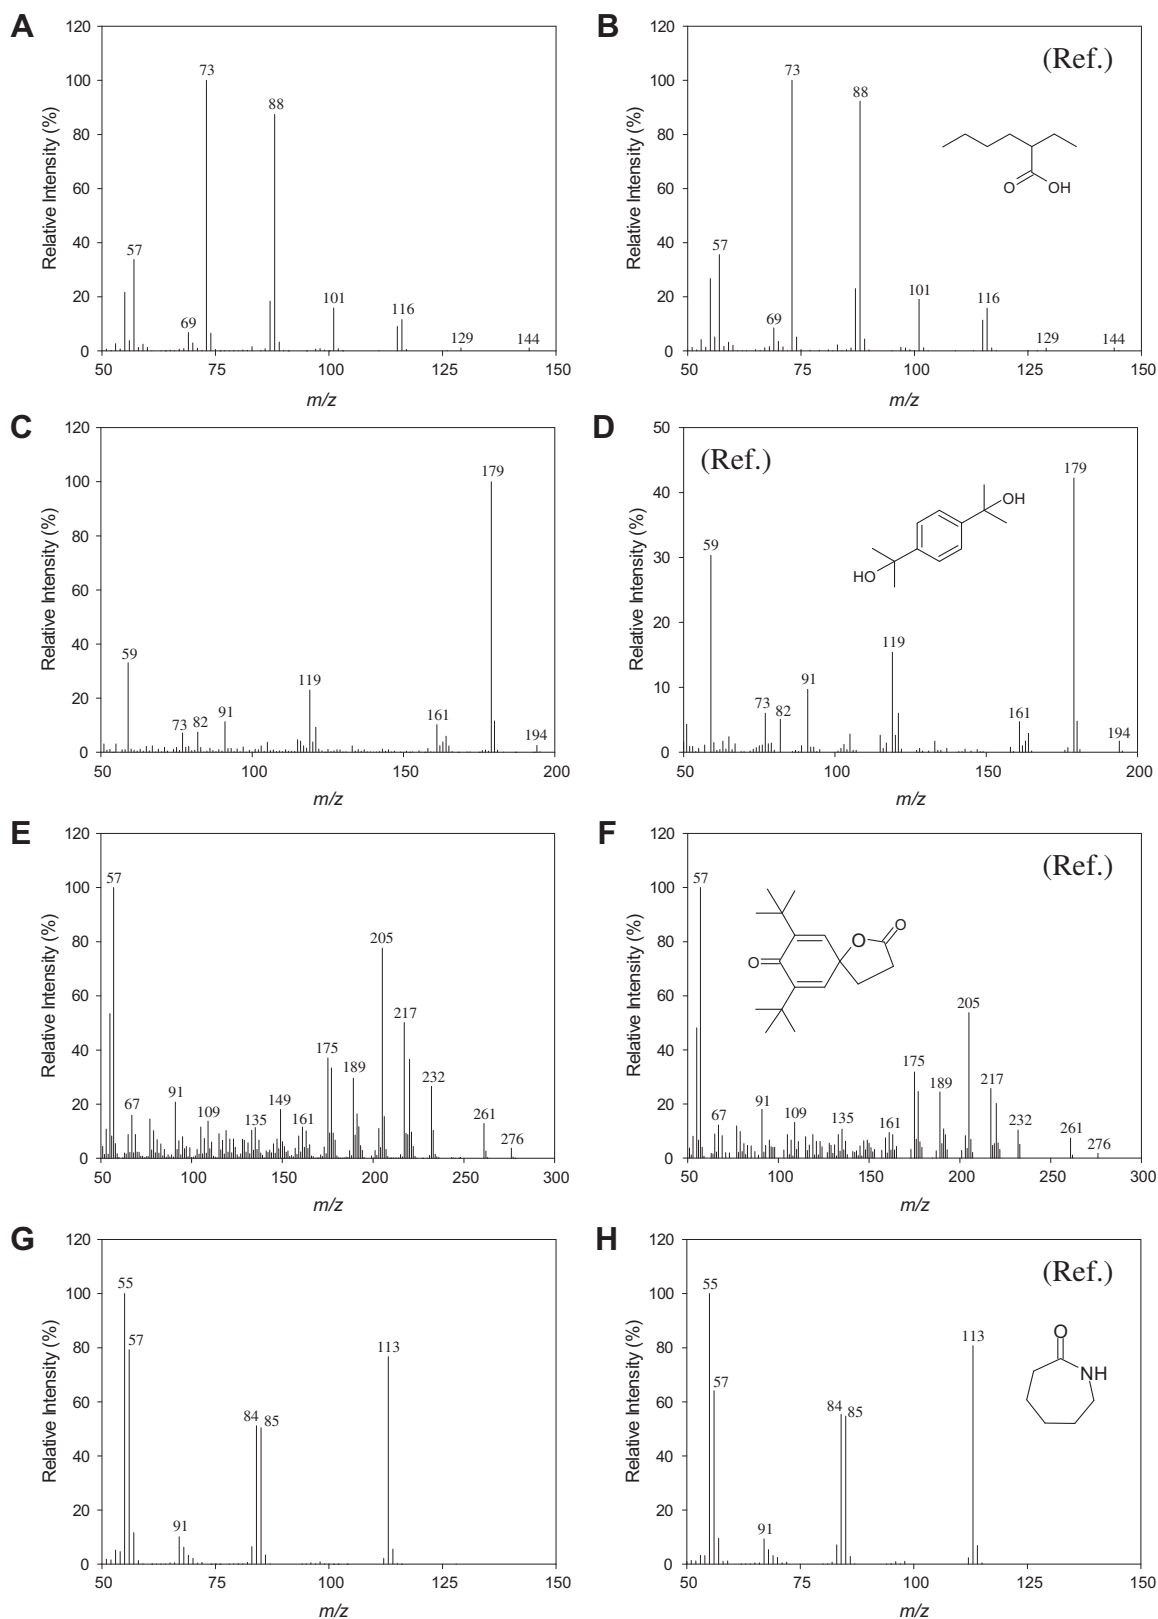 A
120
100
80
60
40
20
0
Relative Intensity (%)
57
69
73
88
101
116
129
144
50 75 100 125 150
m/z
B
(Ref.)
120
100
80
60
40
20
0
Relative Intensity (%)
57
69
73
88
101
116
129
144
O
OH
50 75 100 125 150
m/z
C
120
100
80
60
40
20
0
Relative Intensity (%)
59
73
82
91
119
161
179
194
50 100 150 200
m/z
D
(Ref.)
50
40
30
20
10
0
Relative Intensity (%)
59
73
82
91
119
161
179
194
OH
HO
50 100 150 200
m/z
E
120
100
80
60
40
20
0
Relative Intensity (%)
57
67
91
109
135
149
161
175
189
205
217
232
261
276
50 100 150 200 250 300
m/z
F
(Ref.)
120
100
80
60
40
20
0
Relative Intensity (%)
57
67
91
109
135
161
175
189
205
217
232
261
276
O
O
O
50 100 150 200 250 300
m/z
G
120
100
80
60
40
20
0
Relative Intensity (%)
55
57
91
84
85
113
50 75 100 125 150
m/z
H
(Ref.)
120
100
80
60
40
20
0
Relative Intensity (%)
55
57
91
84
85
113
O
NH
50 75 100 125 150
m/z